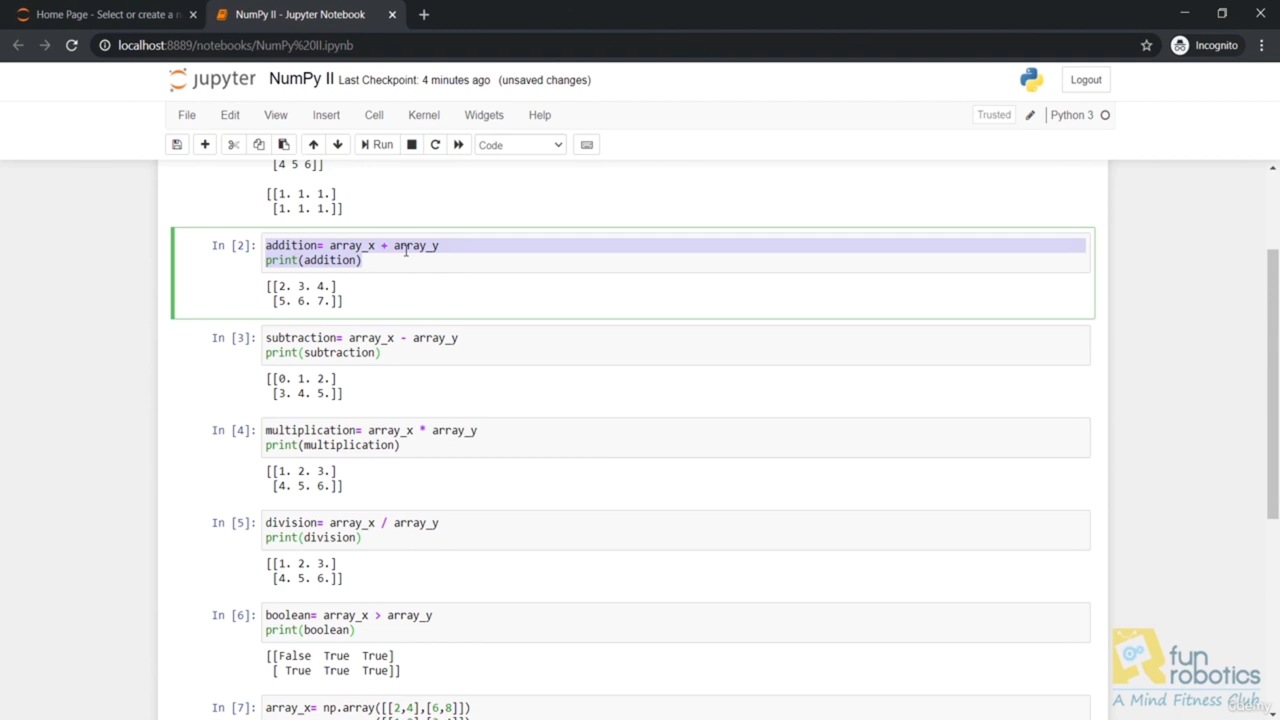 Home Page - Select or create a n
NumPy II - Jupyter Notebook
localhost:8889/notebooks/NumPy%20II.ipynb
Incognito
jupyter NumPy II Last Checkpoint: 4 minutes ago (unsaved changes)
Logout
File Edit View Insert Cell Kernel Widgets Help
Trusted Python 3
Run Code
[4 5 6]]
[[1. 1. 1.]
[1. 1. 1.]]
In [2]: addition= array_x + array_y
print(addition)
[[2. 3. 4.]
[5. 6. 7.]]
In [3]: subtraction= array_x - array_y
print(subtraction)
[[0. 1. 2.]
[3. 4. 5.]]
In [4]: multiplication= array_x * array_y
print(multiplication)
[[1. 2. 3.]
[4. 5. 6.]]
In [5]: division= array_x / array_y
print(division)
[[1. 2. 3.]
[4. 5. 6.]]
In [6]: boolean= array_x > array_y
print(boolean)
[[False True True]
[ True True True]]
In [7]: array_x= np.array([[2,4],[6,8]])
fun
robotics
A Mind Fitness Club
udemy